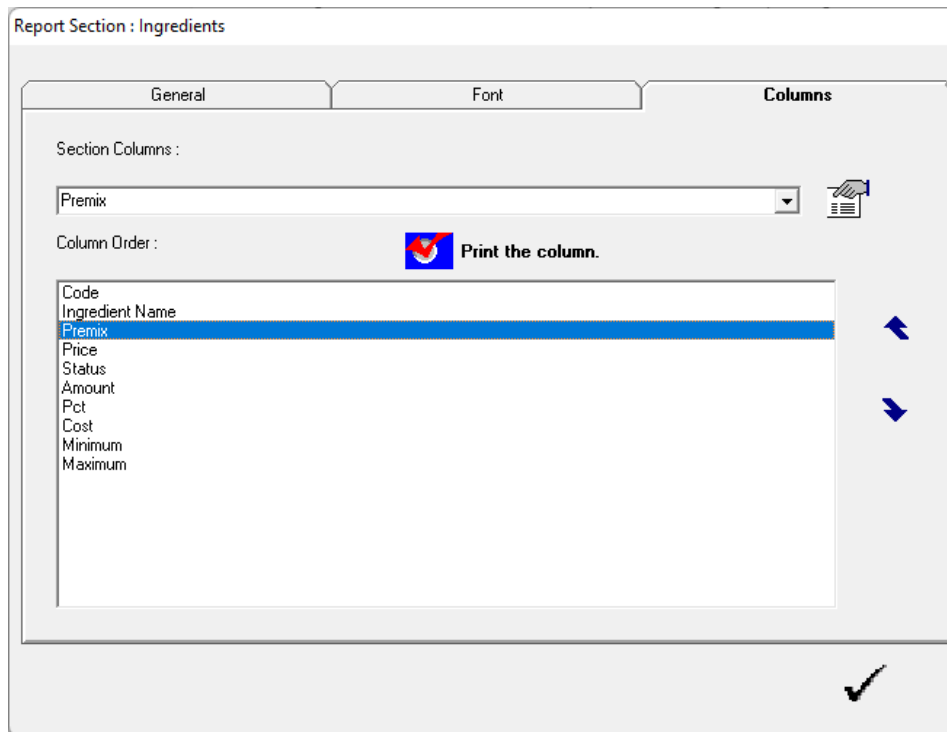 Report Section : Ingredients
General Font Columns
Section Columns :
Premix
Column Order :
Print the column.
Code
Ingredient Name
Premix
Price
Status
Amount
Pct
Cost
Minimum
Maximum